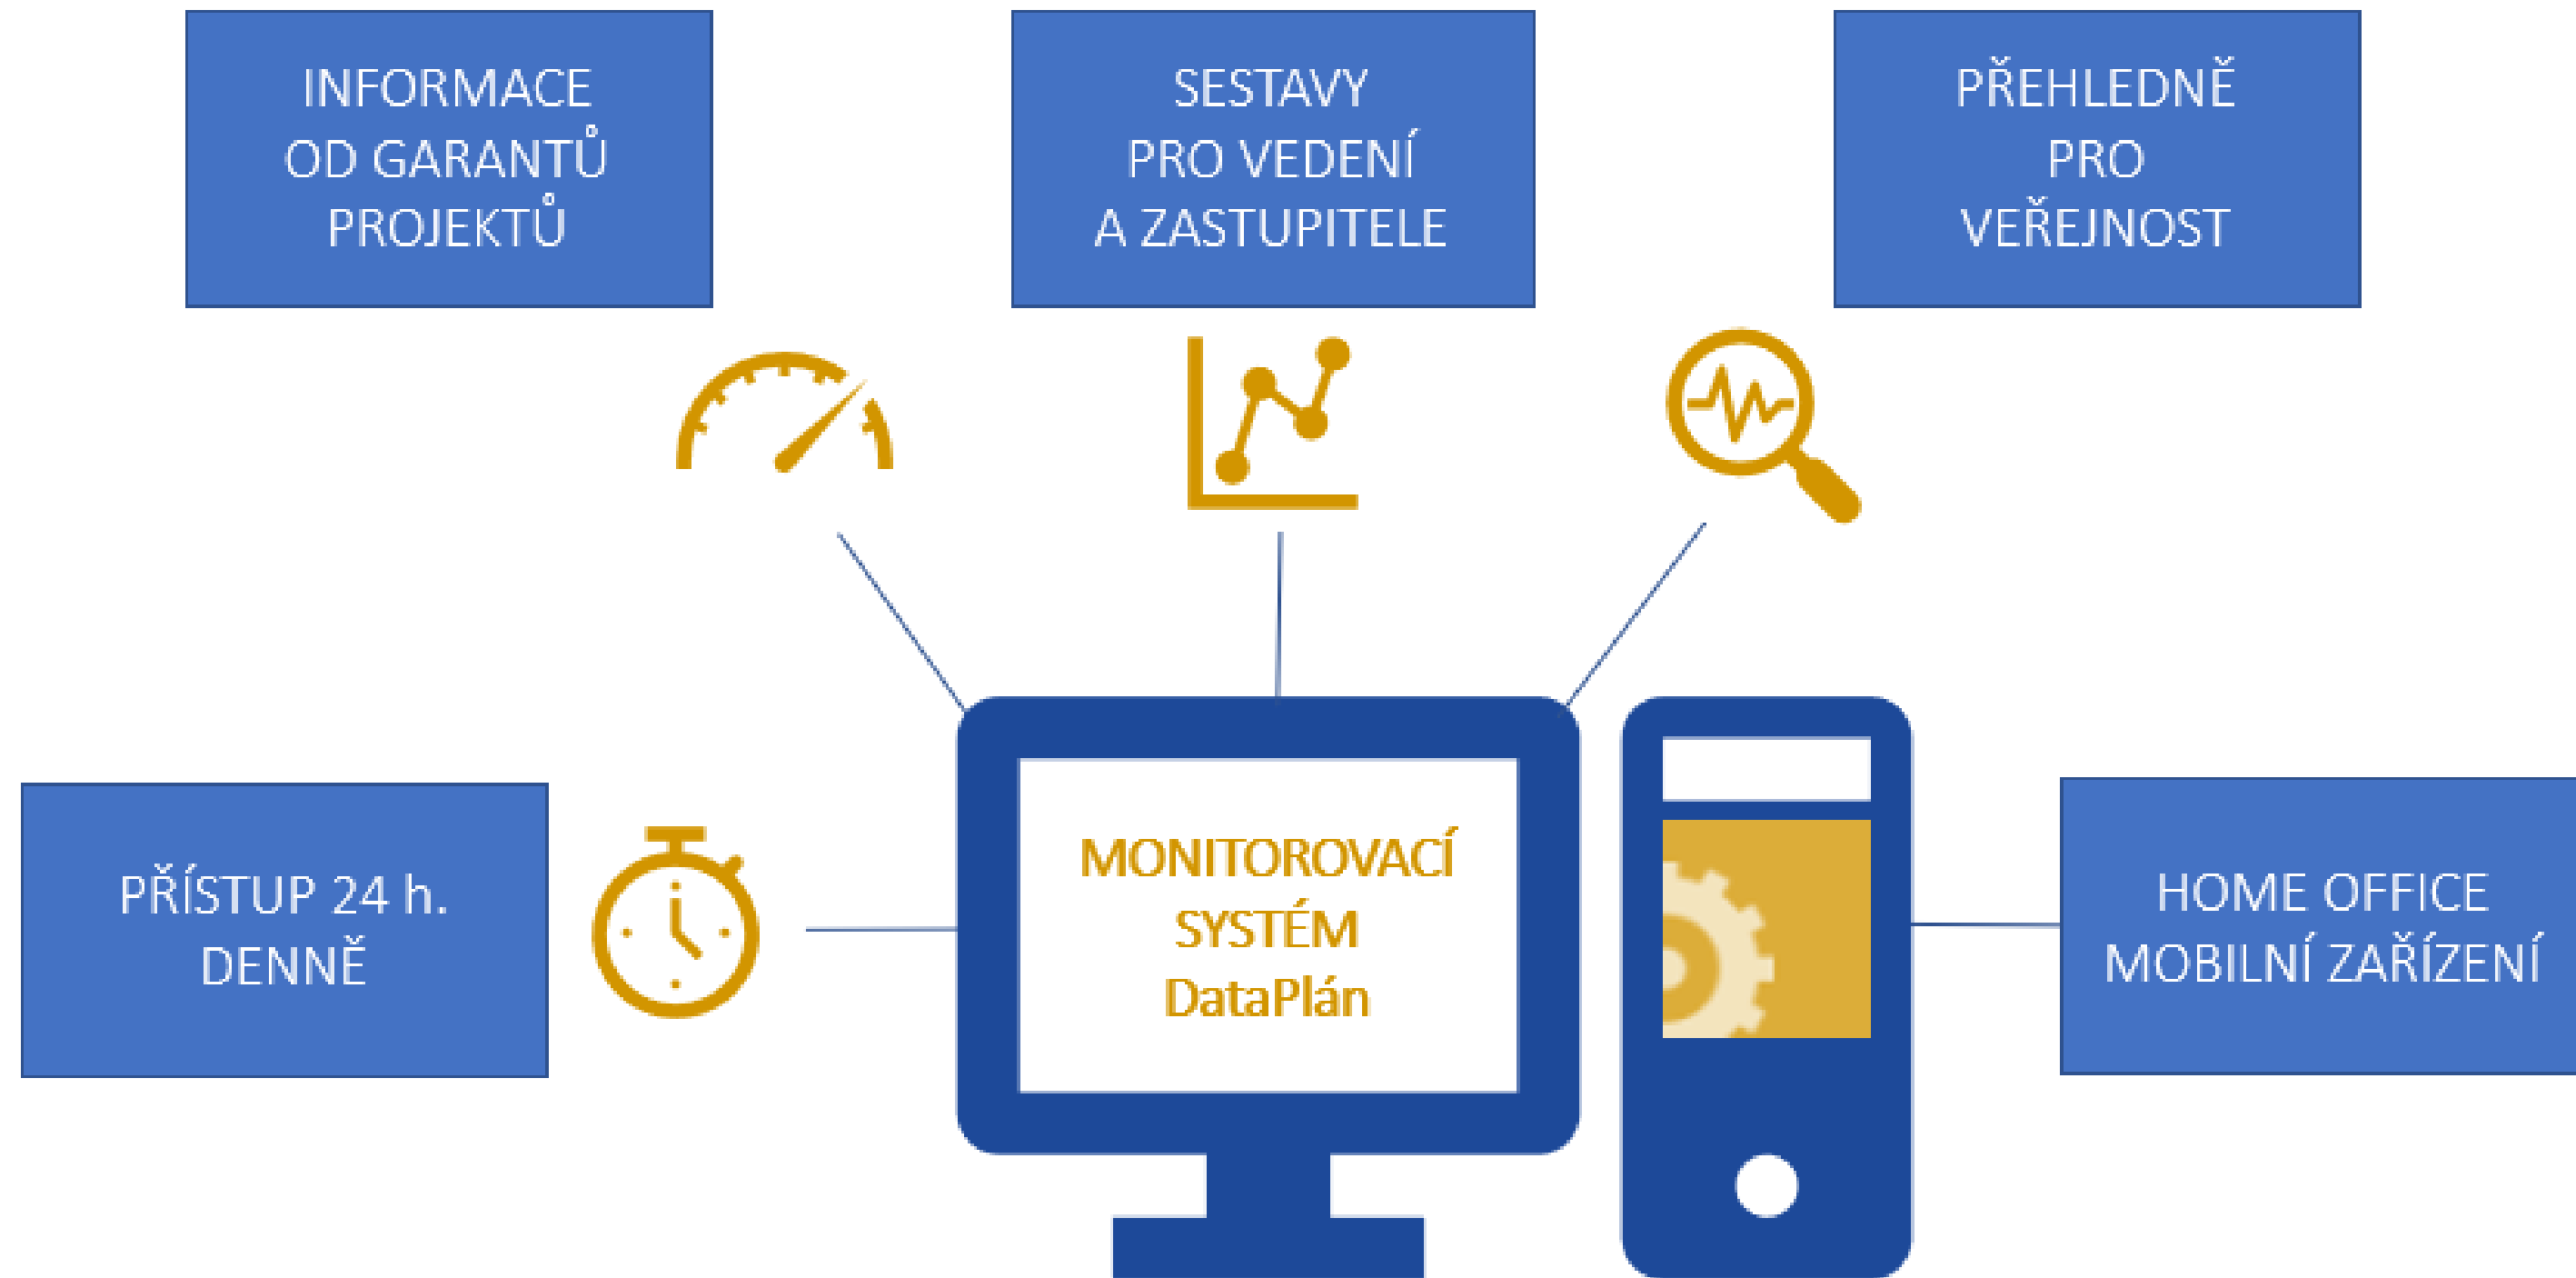 INFORMACE
OD GARANTŮ
PROJEKTŮ
SESTAVY
PRO VEDENÍ
A ZASTUPITELE
PŘEHLEDNĚ
PRO
VEŘEJNOST
PŘÍSTUP 24 h.
DENNĚ
MONITOROVACÍ
SYSTÉM
DataPlán
HOME OFFICE
MOBILNÍ ZAŘÍZENÍ